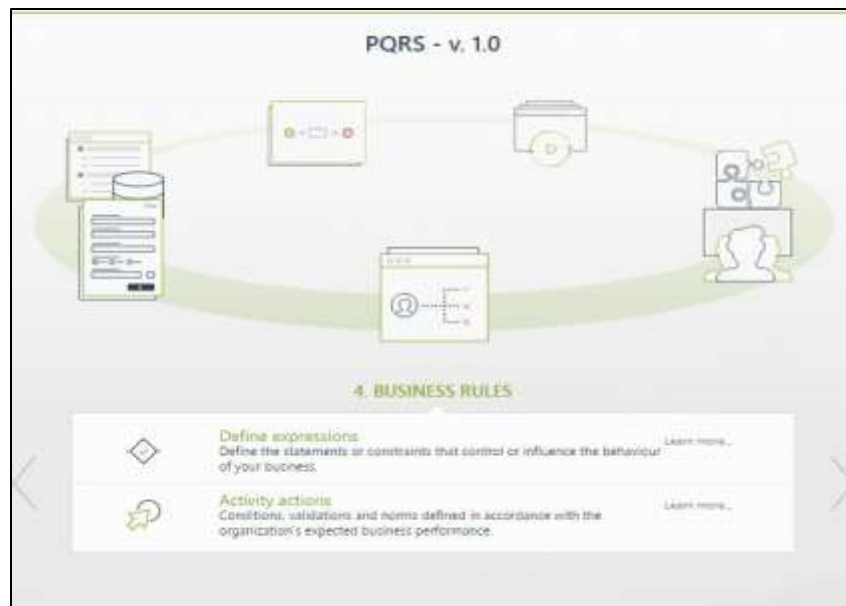 PQRS - v. 1.0
4. BUSINESS RULES
Define expressions
Learn more...
Define the statements or constraints that control or influence the behaviour
of your business.
Activity actions
Learn more...
Conditions, validations and norms defined in accordance with the
organization's expected business performance.